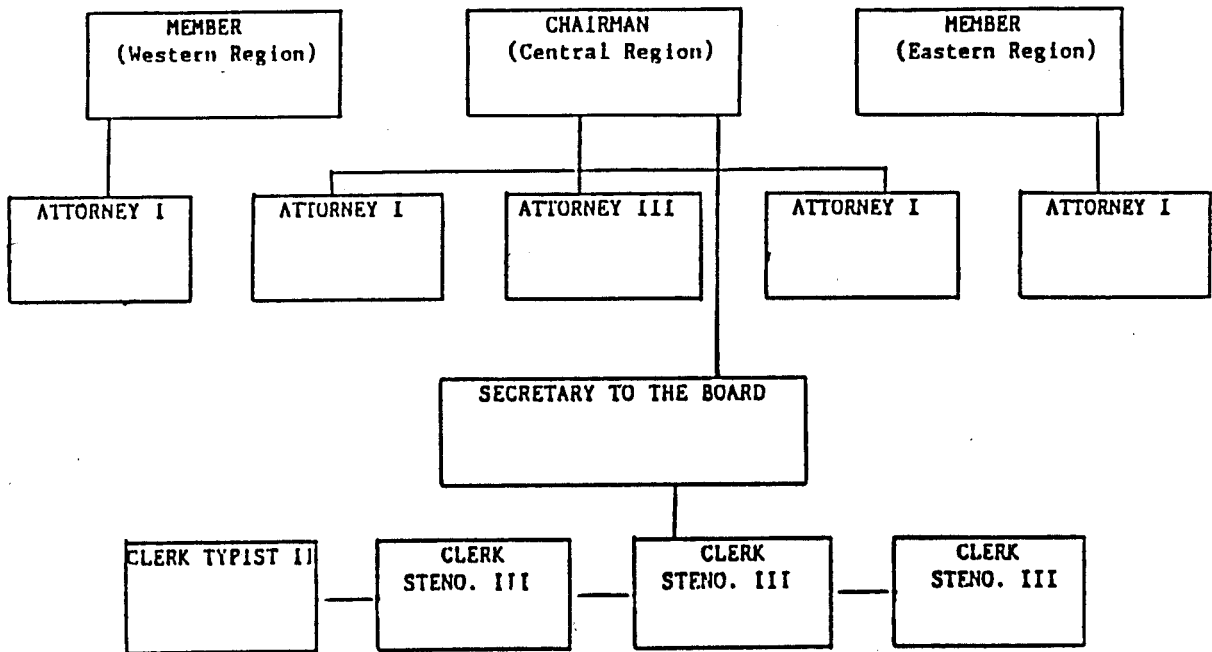 MEMBER
(Western Region)
CHAIRMAN
(Central Region)
MEMBER
(Eastern Region)
ATTORNEY I
ATTORNEY I
ATTORNEY III
ATTORNEY I
ATTORNEY I
SECRETARY TO THE BOARD
CLERK TYPIST II
CLERK
STENO. III
CLERK
STENO. III
CLERK
STENO. III